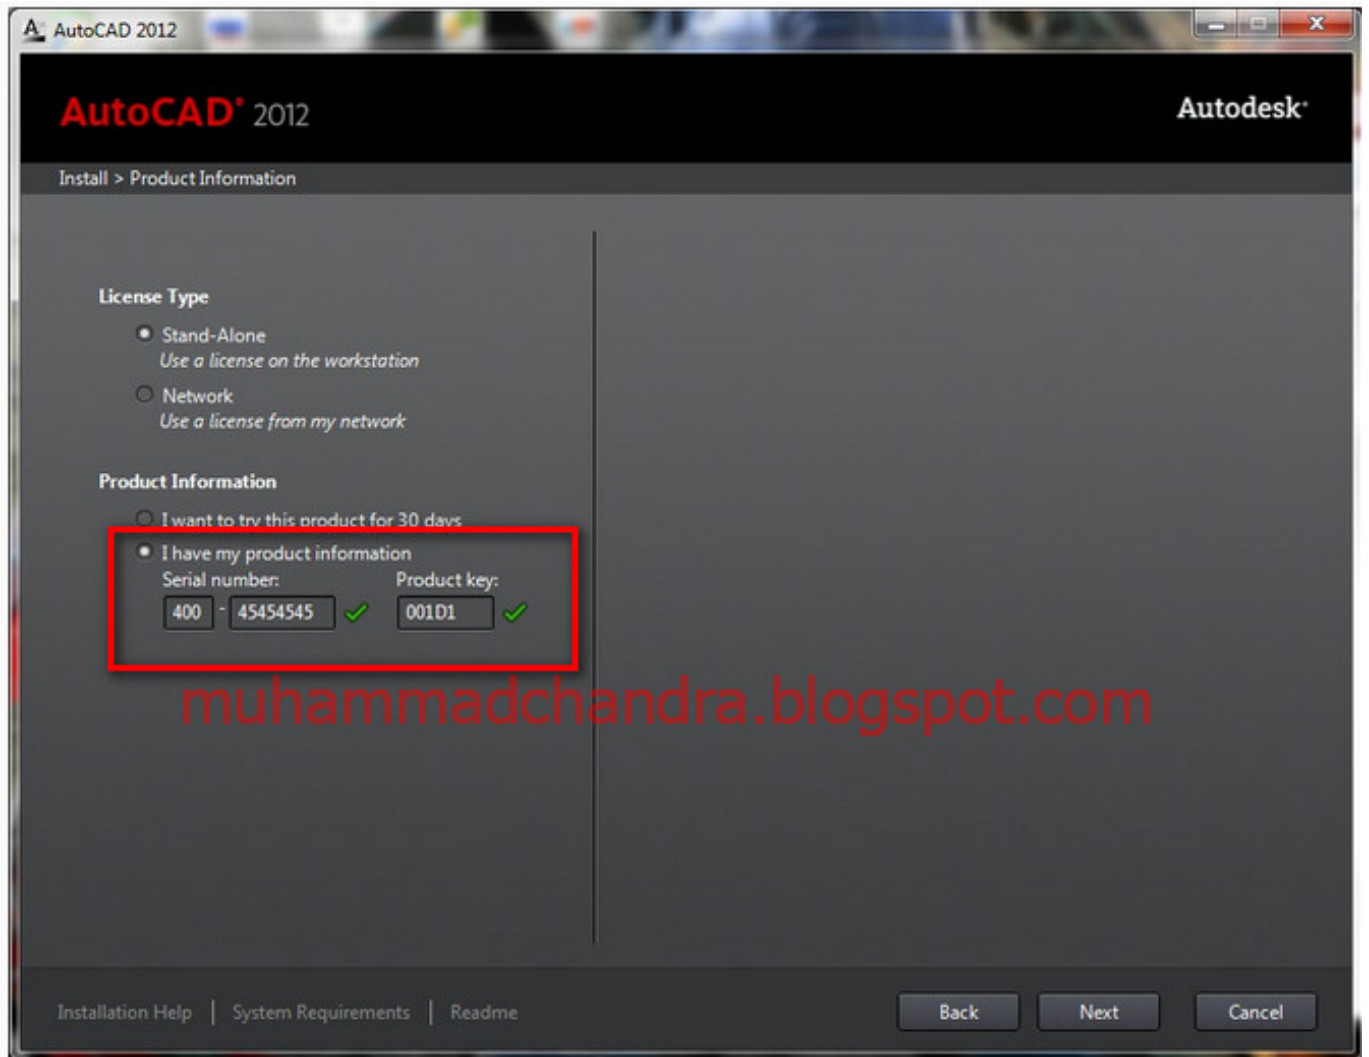 AutoCAD 2012
AutoCAD® 2012
Autodesk®
Install > Product Information
License Type
Stand-Alone
Use a license on the workstation
Network
Use a license from my network
Product Information
I want to try this product for 30 days
I have my product information
Serial number: Product key:
400 - 45454545 001D1
muhammadchandra.blogspot.com
Installation Help | System Requirements | Readme
Back Next Cancel